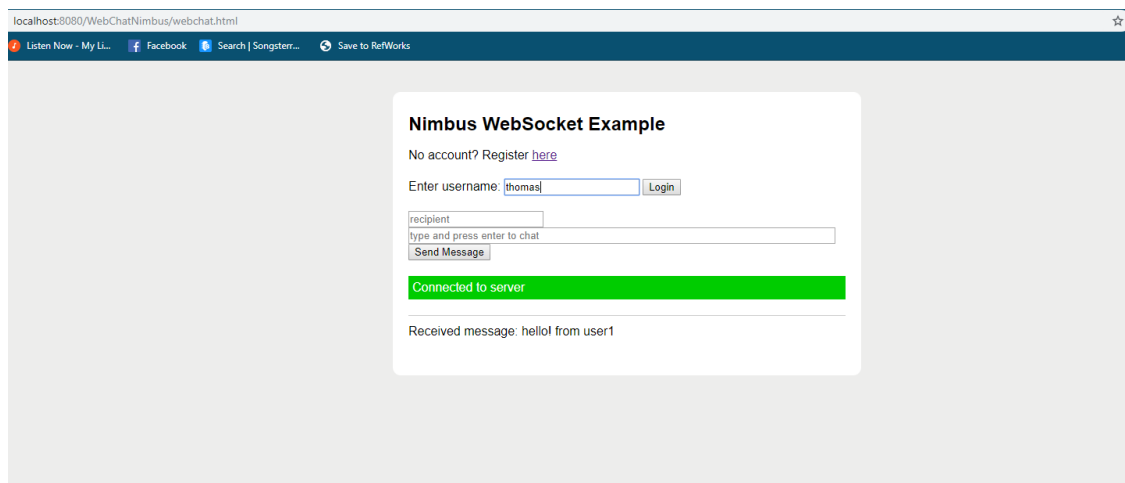 localhost:8080/WebChatNimbus/webchat.html
Listen Now - My Li... Facebook Search | Songsterr... Save to RefWorks
Nimbus WebSocket Example
No account? Register here
Enter username: thomas Login
recipient
type and press enter to chat
Send Message
Connected to server
Received message: hello! from user1